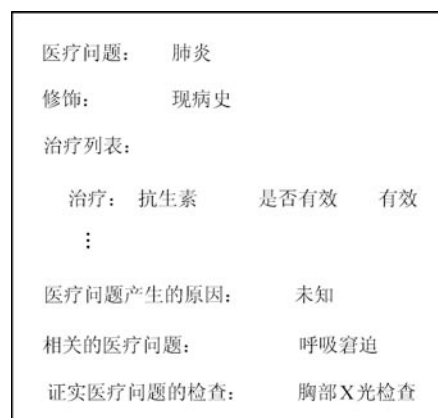 医疗问题： 肺炎
修饰： 现病史
治疗列表：
治疗： 抗生素 是否有效 有效
⋮
医疗问题产生的原因： 未知
相关的医疗问题： 呼吸窘迫
证实医疗问题的检查： 胸部X光检查